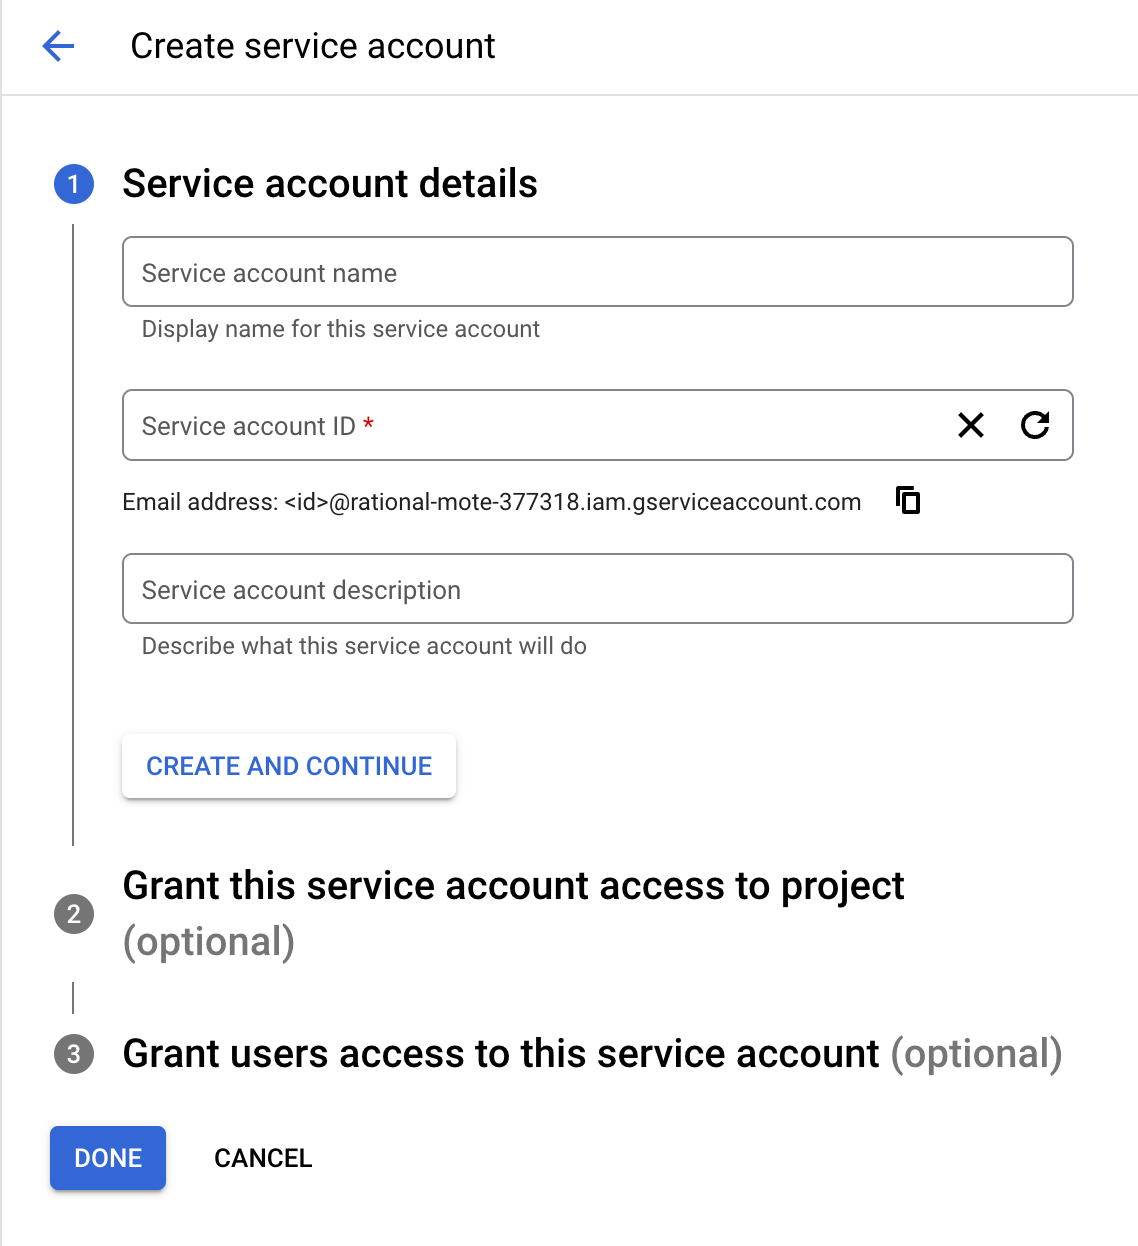 Create service account
1 Service account details
Service account name
Display name for this service account
Service account ID *
Email address: <id>@rational-mote-377318.iam.gserviceaccount.com
Service account description
Describe what this service account will do
CREATE AND CONTINUE
2 Grant this service account access to project
(optional)
3 Grant users access to this service account (optional)
DONE CANCEL